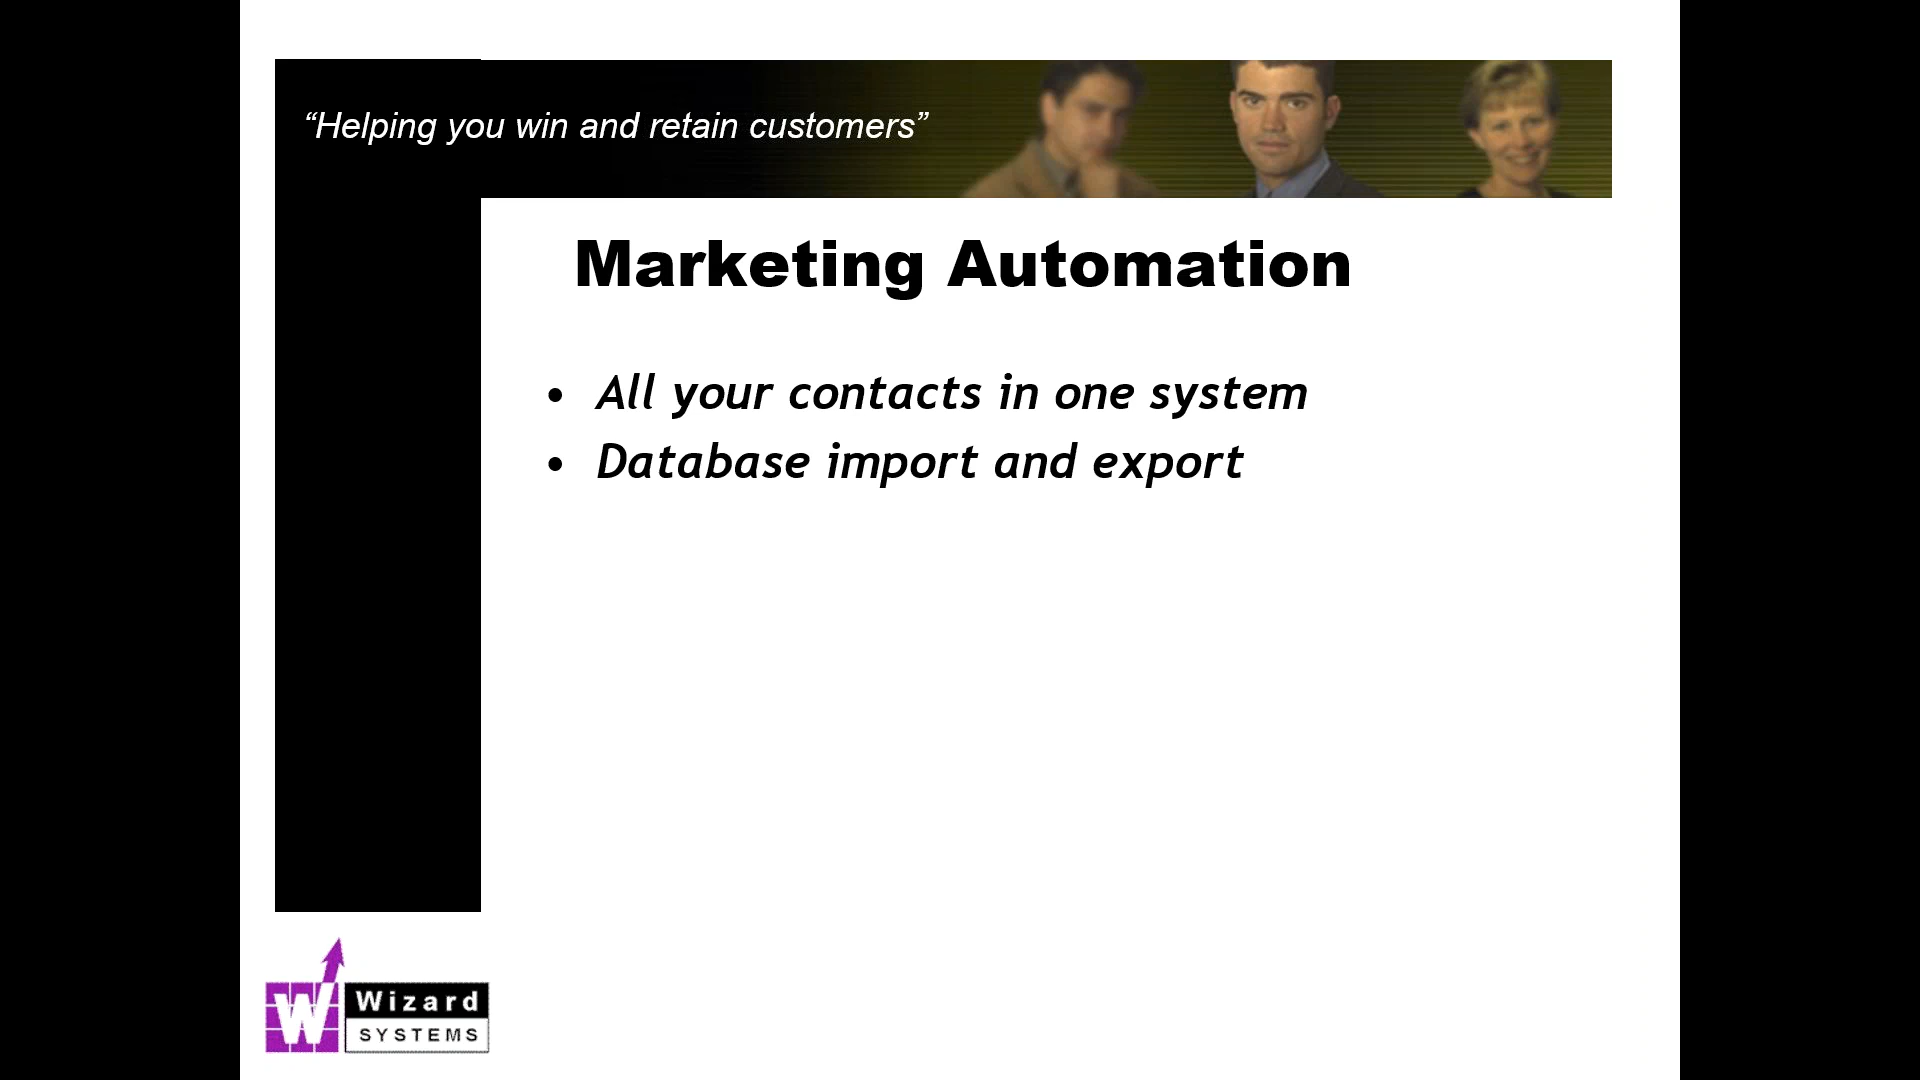 “Helping you win and retain customers”
Marketing Automation
• All your contacts in one system
• Database import and export
W Wizard
SYSTEMS